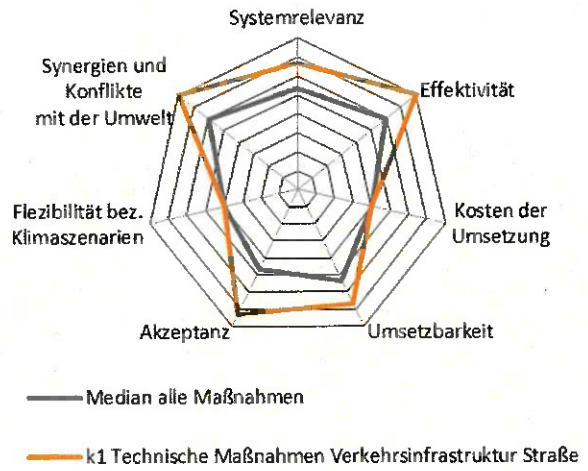 Systemrelevanz
Synergien und
Konflikte
mit der Umwelt
Effektivität
Flezibilität bez.
Klimaszenarien
Kosten der
Umsetzung
Akzeptanz
Umsetzbarkeit
Median alle Maßnahmen
k1 Technische Maßnahmen Verkehrsinfrastruktur Straße